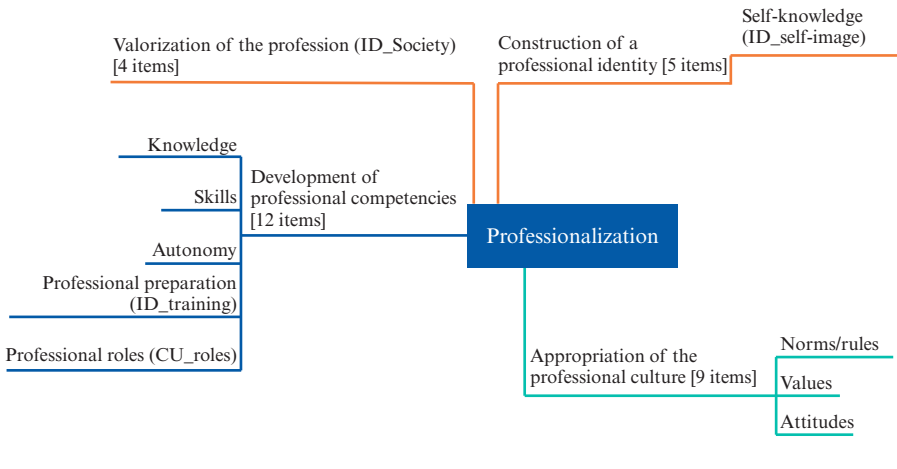 Self-knowledge
(ID_self-image)
Valorization of the profession (ID_Society)
[4 items]
Construction of a
professional identity [5 items]
Knowledge
Skills
Autonomy
Professional preparation
(ID_training)
Professional roles (CU_roles)
Development of
professional competencies
[12 items]
Professionalization
Appropriation of the
professional culture [9 items]
Norms/rules
Values
Attitudes